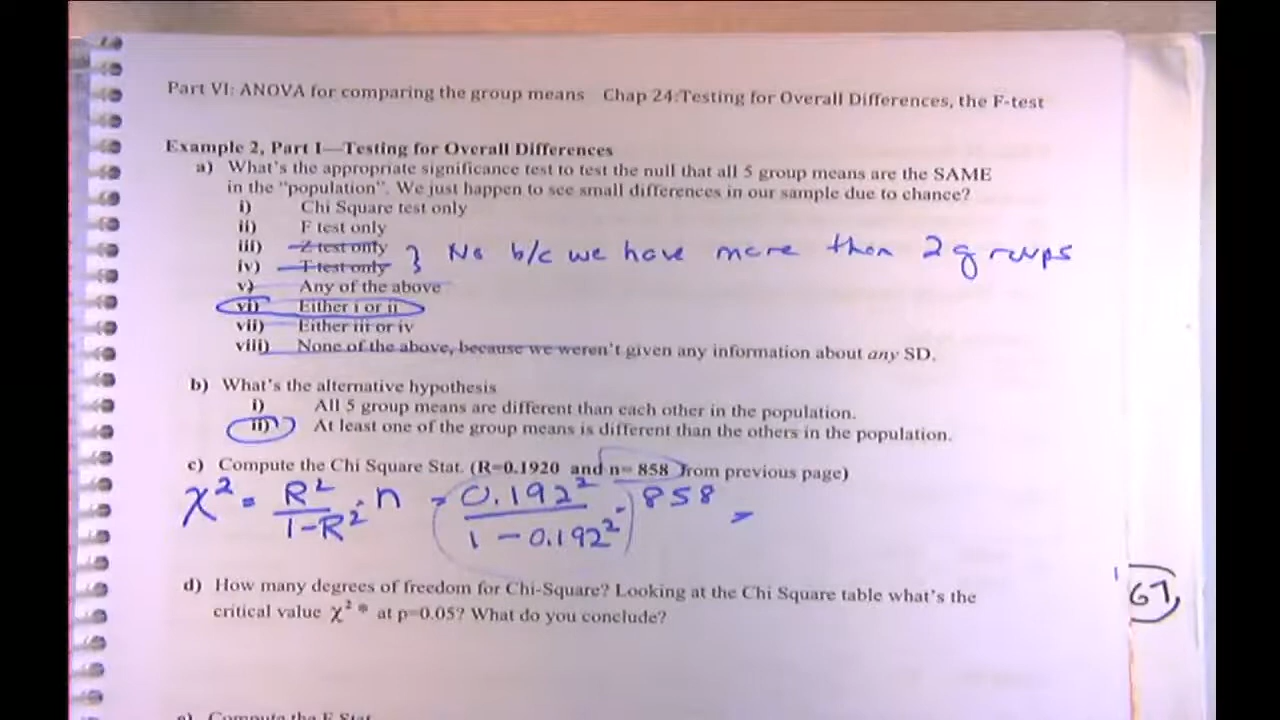 Part VI: ANOVA for comparing the group means Chap 24:Testing for Overall Differences, the F-test
Example 2, Part I—Testing for Overall Differences
a) What's the appropriate significance test to test the null that all 5 group means are the SAME
in the "population". We just happen to see small differences in our sample due to chance?
i) Chi Square test only
ii) F test only
iii) Z test only
iv) T test only } No b/c we have more than 2 groups
v) Any of the above
vi) Either i or ii
vii) Either iii or iv
viii) None of the above, because we weren't given any information about any SD.
b) What's the alternative hypothesis
i) All 5 group means are different than each other in the population.
ii) At least one of the group means is different than the others in the population.
c) Compute the Chi Square Stat. (R=0.1920 and n= 858 from previous page)
χ² = R²/(1-R²) · n = (0.192²/(1 - 0.192²)) · 858 =
d) How many degrees of freedom for Chi-Square? Looking at the Chi Square table what's the
critical value χ² * at p=0.05? What do you conclude?
67
e) Compute the F Stat.